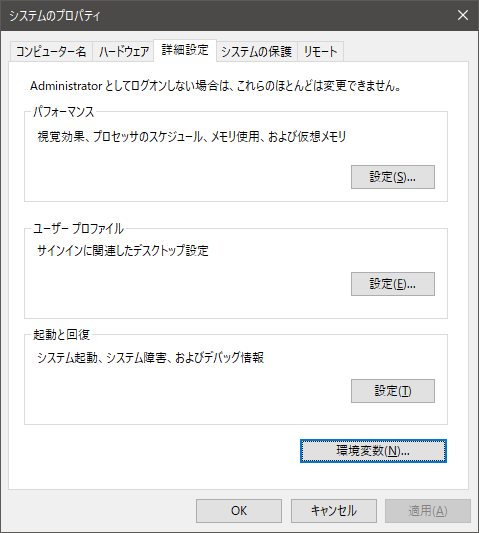 システムのプロパティ
コンピューター名 ハードウェア 詳細設定 システムの保護 リモート
Administrator としてログオンしない場合は、これらのほとんどは変更できません。
パフォーマンス
視覚効果、プロセッサのスケジュール、メモリ使用、および仮想メモリ
設定(S)...
ユーザー プロファイル
サインインに関連したデスクトップ設定
設定(E)...
起動と回復
システム起動、システム障害、およびデバッグ情報
設定(T)
環境変数(N)...
OK キャンセル 適用(A)